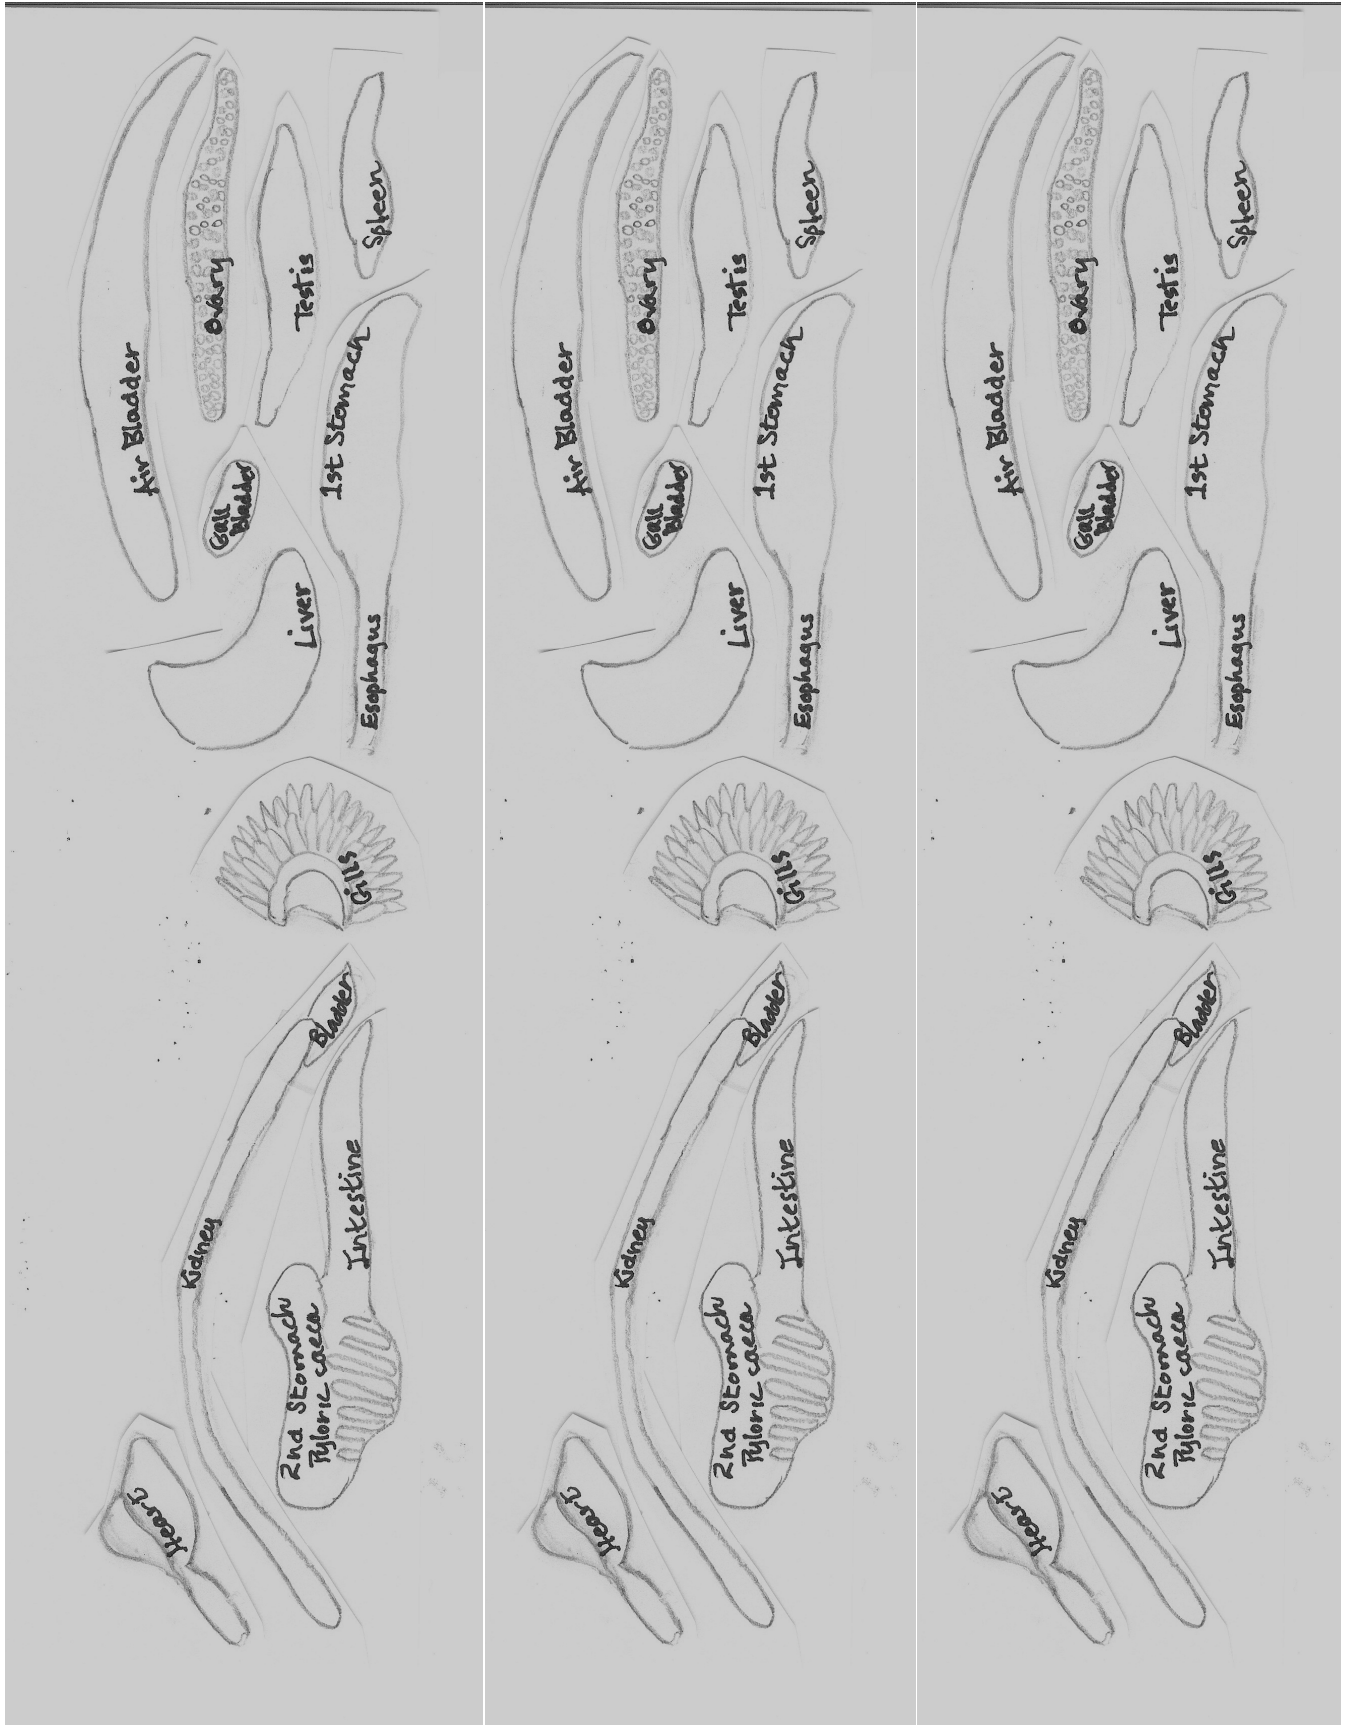 Air Bladder
Ovary
Testis
Spleen
Gall
Bladder
1st Stomach
Liver
Esophagus
Gills
Bladder
Kidney
Intestine
2nd Stomach
Pyloric caeca
Heart
Air Bladder
Ovary
Testis
Spleen
Gall
Bladder
1st Stomach
Liver
Esophagus
Gills
Bladder
Kidney
Intestine
2nd Stomach
Pyloric caeca
Heart
Air Bladder
Ovary
Testis
Spleen
Gall
Bladder
1st Stomach
Liver
Esophagus
Gills
Bladder
Kidney
Intestine
2nd Stomach
Pyloric caeca
Heart